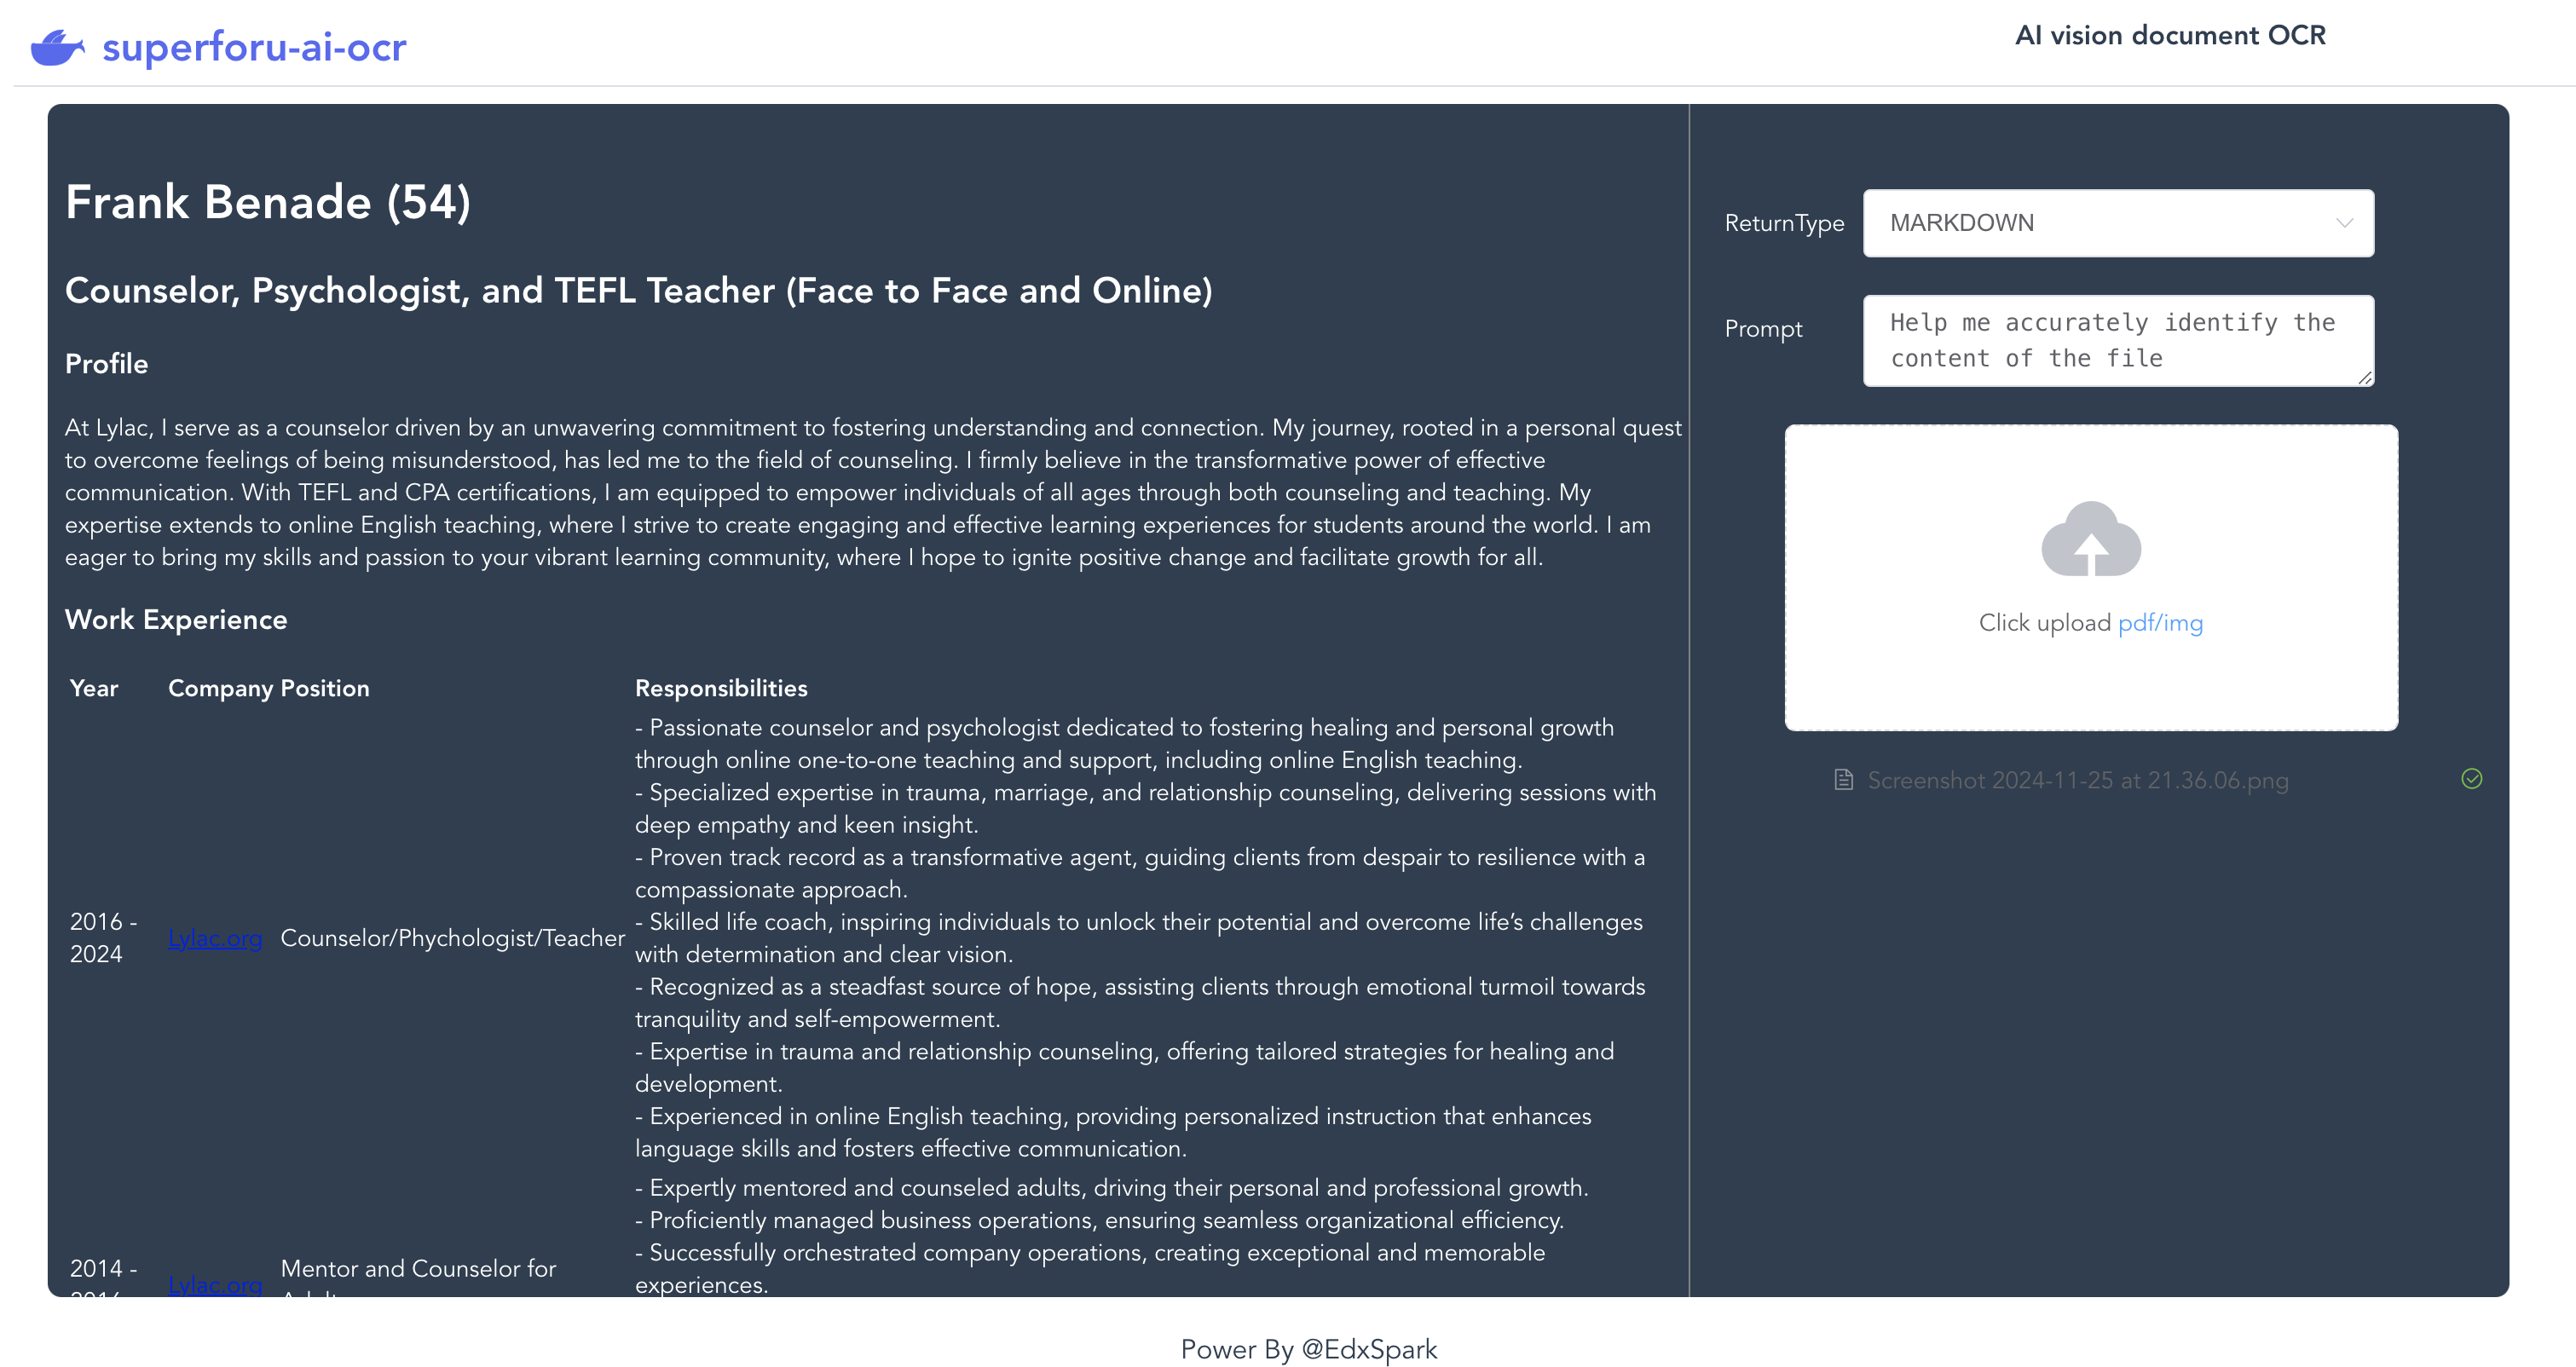 superforu-ai-ocr
AI vision document OCR
Frank Benade (54)
Counselor, Psychologist, and TEFL Teacher (Face to Face and Online)
Profile
At Lylac, I serve as a counselor driven by an unwavering commitment to fostering understanding and connection. My journey, rooted in a personal quest
to overcome feelings of being misunderstood, has led me to the field of counseling. I firmly believe in the transformative power of effective
communication. With TEFL and CPA certifications, I am equipped to empower individuals of all ages through both counseling and teaching. My
expertise extends to online English teaching, where I strive to create engaging and effective learning experiences for students around the world. I am
eager to bring my skills and passion to your vibrant learning community, where I hope to ignite positive change and facilitate growth for all.
Work Experience
Year Company Position Responsibilities
2016 -
2024
Lylac.org
Counselor/Phychologist/Teacher
- Passionate counselor and psychologist dedicated to fostering healing and personal growth
through online one-to-one teaching and support, including online English teaching.
- Specialized expertise in trauma, marriage, and relationship counseling, delivering sessions with
deep empathy and keen insight.
- Proven track record as a transformative agent, guiding clients from despair to resilience with a
compassionate approach.
- Skilled life coach, inspiring individuals to unlock their potential and overcome life’s challenges
with determination and clear vision.
- Recognized as a steadfast source of hope, assisting clients through emotional turmoil towards
tranquility and self-empowerment.
- Expertise in trauma and relationship counseling, offering tailored strategies for healing and
development.
- Experienced in online English teaching, providing personalized instruction that enhances
language skills and fosters effective communication.
2014 -
Lylac.org
Mentor and Counselor for
- Expertly mentored and counseled adults, driving their personal and professional growth.
- Proficiently managed business operations, ensuring seamless organizational efficiency.
- Successfully orchestrated company operations, creating exceptional and memorable
experiences.
ReturnType
MARKDOWN
Prompt
Help me accurately identify the
content of the file
Click upload pdf/img
Screenshot 2024-11-25 at 21.36.06.png
Power By @EdxSpark